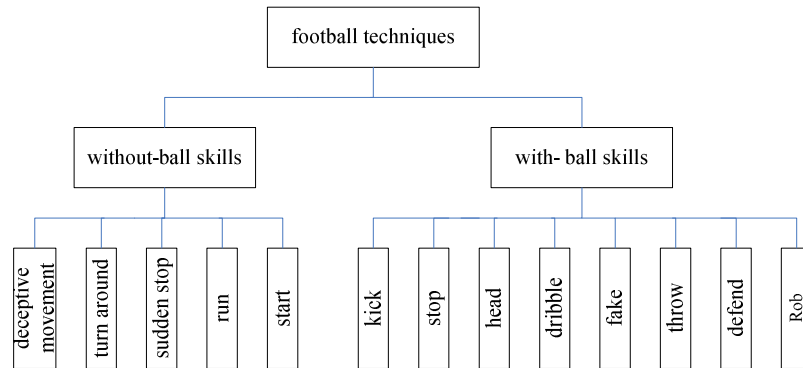 football techniques
without-ball skills
with- ball skills
deceptive
movement
turn around
sudden stop
run
start
kick
stop
head
dribble
fake
throw
defend
Rob